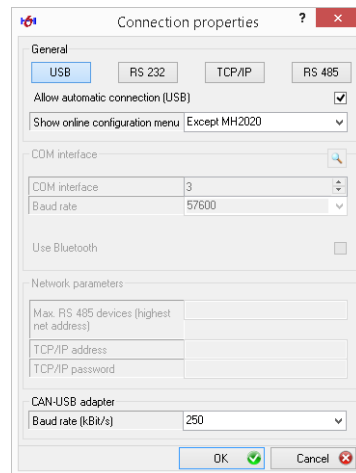 Connection properties
?
General
USB RS 232 TCP/IP RS 485
Allow automatic connection (USB)
Show online configuration menu Except MH2020
COM interface
COM interface 3
Baud rate 57600
Use Bluetooth
Network parameters
Max. RS 485 devices (highest
net address)
TCP/IP address
TCP/IP password
CAN-USB adapter
Baud rate (kBit/s) 250
OK Cancel